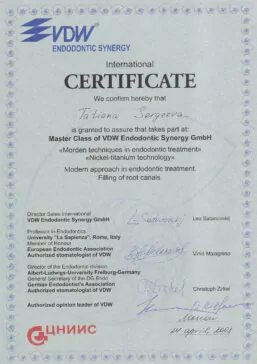 VDW
ENDODONTIC SYNERGY
International
CERTIFICATE
We confirm hereby that
Tatiana Sergeeva
is granted to assure that takes part at:
Master Class of VDW Endodontic Synergy GmbH
«Morden techniques in endodontic treatment»
«Nickel-titanium technology»
Modern approach in endodontic treatment.
Filling of root canals.
Director Sales International
VDW Endodontic Synergy GmbH
Leo Satanovskij
Professor in Endodontics
University "La Sapienza", Rome, Italy
Member of Honour
European Endodontic Association
Authorized stomatologist of VDW
Vinio Malagnino
Director of the Endodontal division
Albert-Ludwigs-University Freiburg-Germany
General Secretary of the DG Endo
German Endodontist's Association
Authorized stomatologist of VDW
Christoph Zirkel
Authorized opinion leader of VDW
april
ЦНИИС